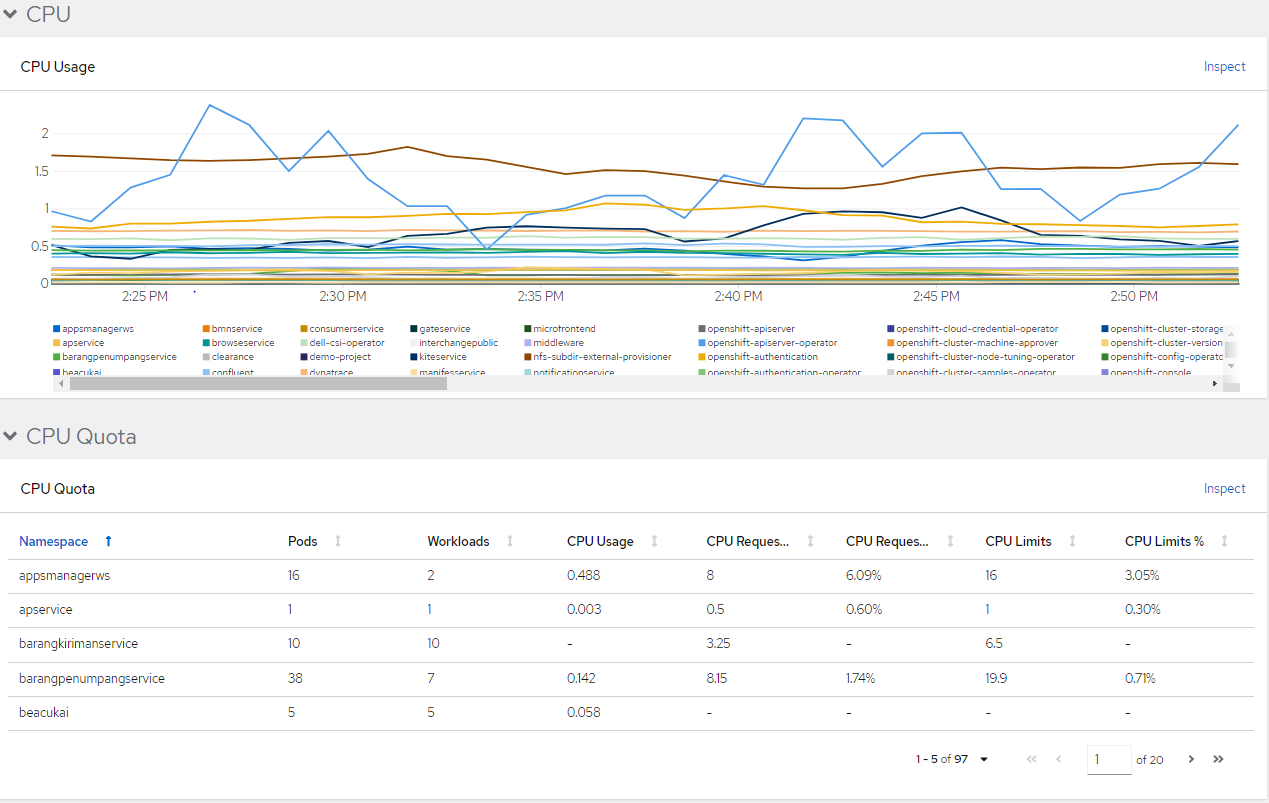 CPU
CPU Usage Inspect
2
1.5
1
0.5
0
2:25 PM 2:30 PM 2:35 PM 2:40 PM 2:45 PM 2:50 PM
appsmanagerws bmnservice consumerservice gateservice microfrontend openshift-apiserver openshift-cloud-credential-operator openshift-cluster-storage
apservice browseservice dell-csi-operator interchangepublic middleware openshift-apiserver-operator openshift-cluster-machine-approver openshift-cluster-version
barangpenumpangservice clearance demo-project kiteservice nfs-subdir-external-provisioner openshift-authentication openshift-cluster-node-tuning-operator openshift-config-operato
beacukai confluent dynatrace manifesservice notificationservice openshift-authentication-operator openshift-cluster-samples-operator openshift-console
CPU Quota
CPU Quota Inspect
Namespace Pods Workloads CPU Usage CPU Reques... CPU Reques... CPU Limits CPU Limits %
appsmanagerws 16 2 0.488 8 6.09% 16 3.05%
apservice 1 1 0.003 0.5 0.60% 1 0.30%
barangkirimanservice 10 10 - 3.25 - 6.5 -
barangpenumpangservice 38 7 0.142 8.15 1.74% 19.9 0.71%
beacukai 5 5 0.058 - - - -
1 - 5 of 97 1 of 20